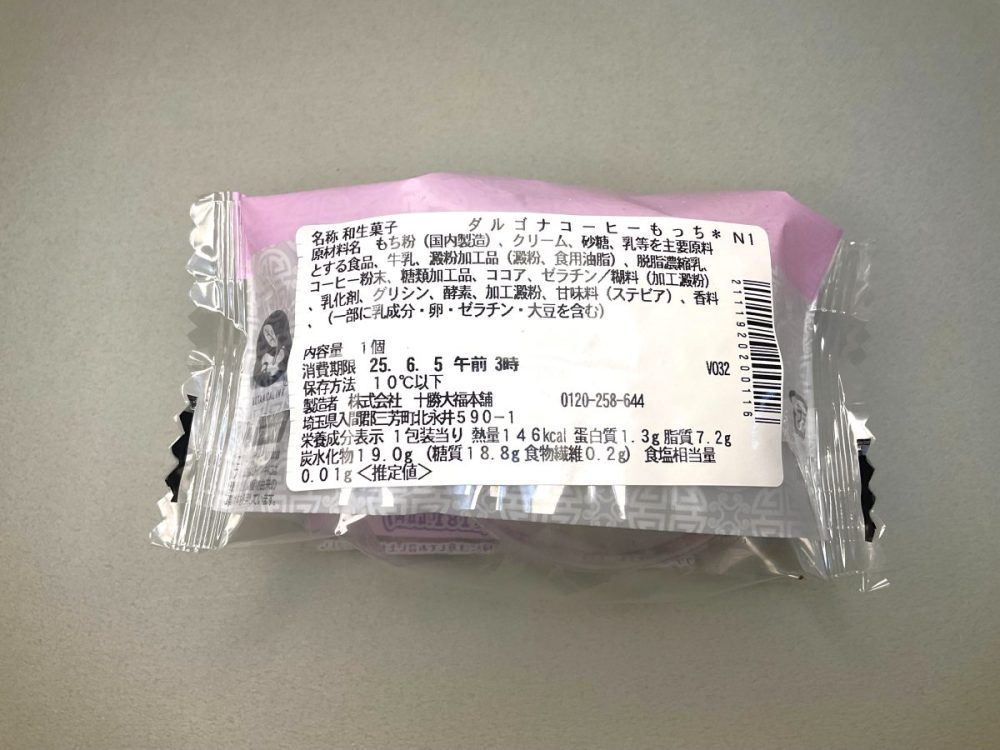 名称 和生菓子 ダルゴナコーヒーもっち* N1
原材料名 もち粉(国内製造)、クリーム、砂糖、乳等を主要原料
とする食品、牛乳、澱粉加工品(澱粉、食用油脂)、脱脂濃縮乳、
コーヒー粉末、糖類加工品、ココア、ゼラチン/糊料(加工澱粉)
、乳化剤、グリシン、酵素、加工澱粉、甘味料(ステビア)、香料
、(一部に乳成分・卵・ゼラチン・大豆を含む)
2111920200116
内容量 1個
消費期限 25. 6. 5 午前 3時 V032
保存方法 10℃以下
製造者 株式会社 十勝大福本舗 0120-258-644
埼玉県入間郡三芳町北永井590-1
栄養成分表示 1包装当り 熱量146kcal 蛋白質1.3g 脂質7.2g
炭水化物19.0g (糖質18.8g 食物繊維0.2g) 食塩相当量
0.01g<推定値>